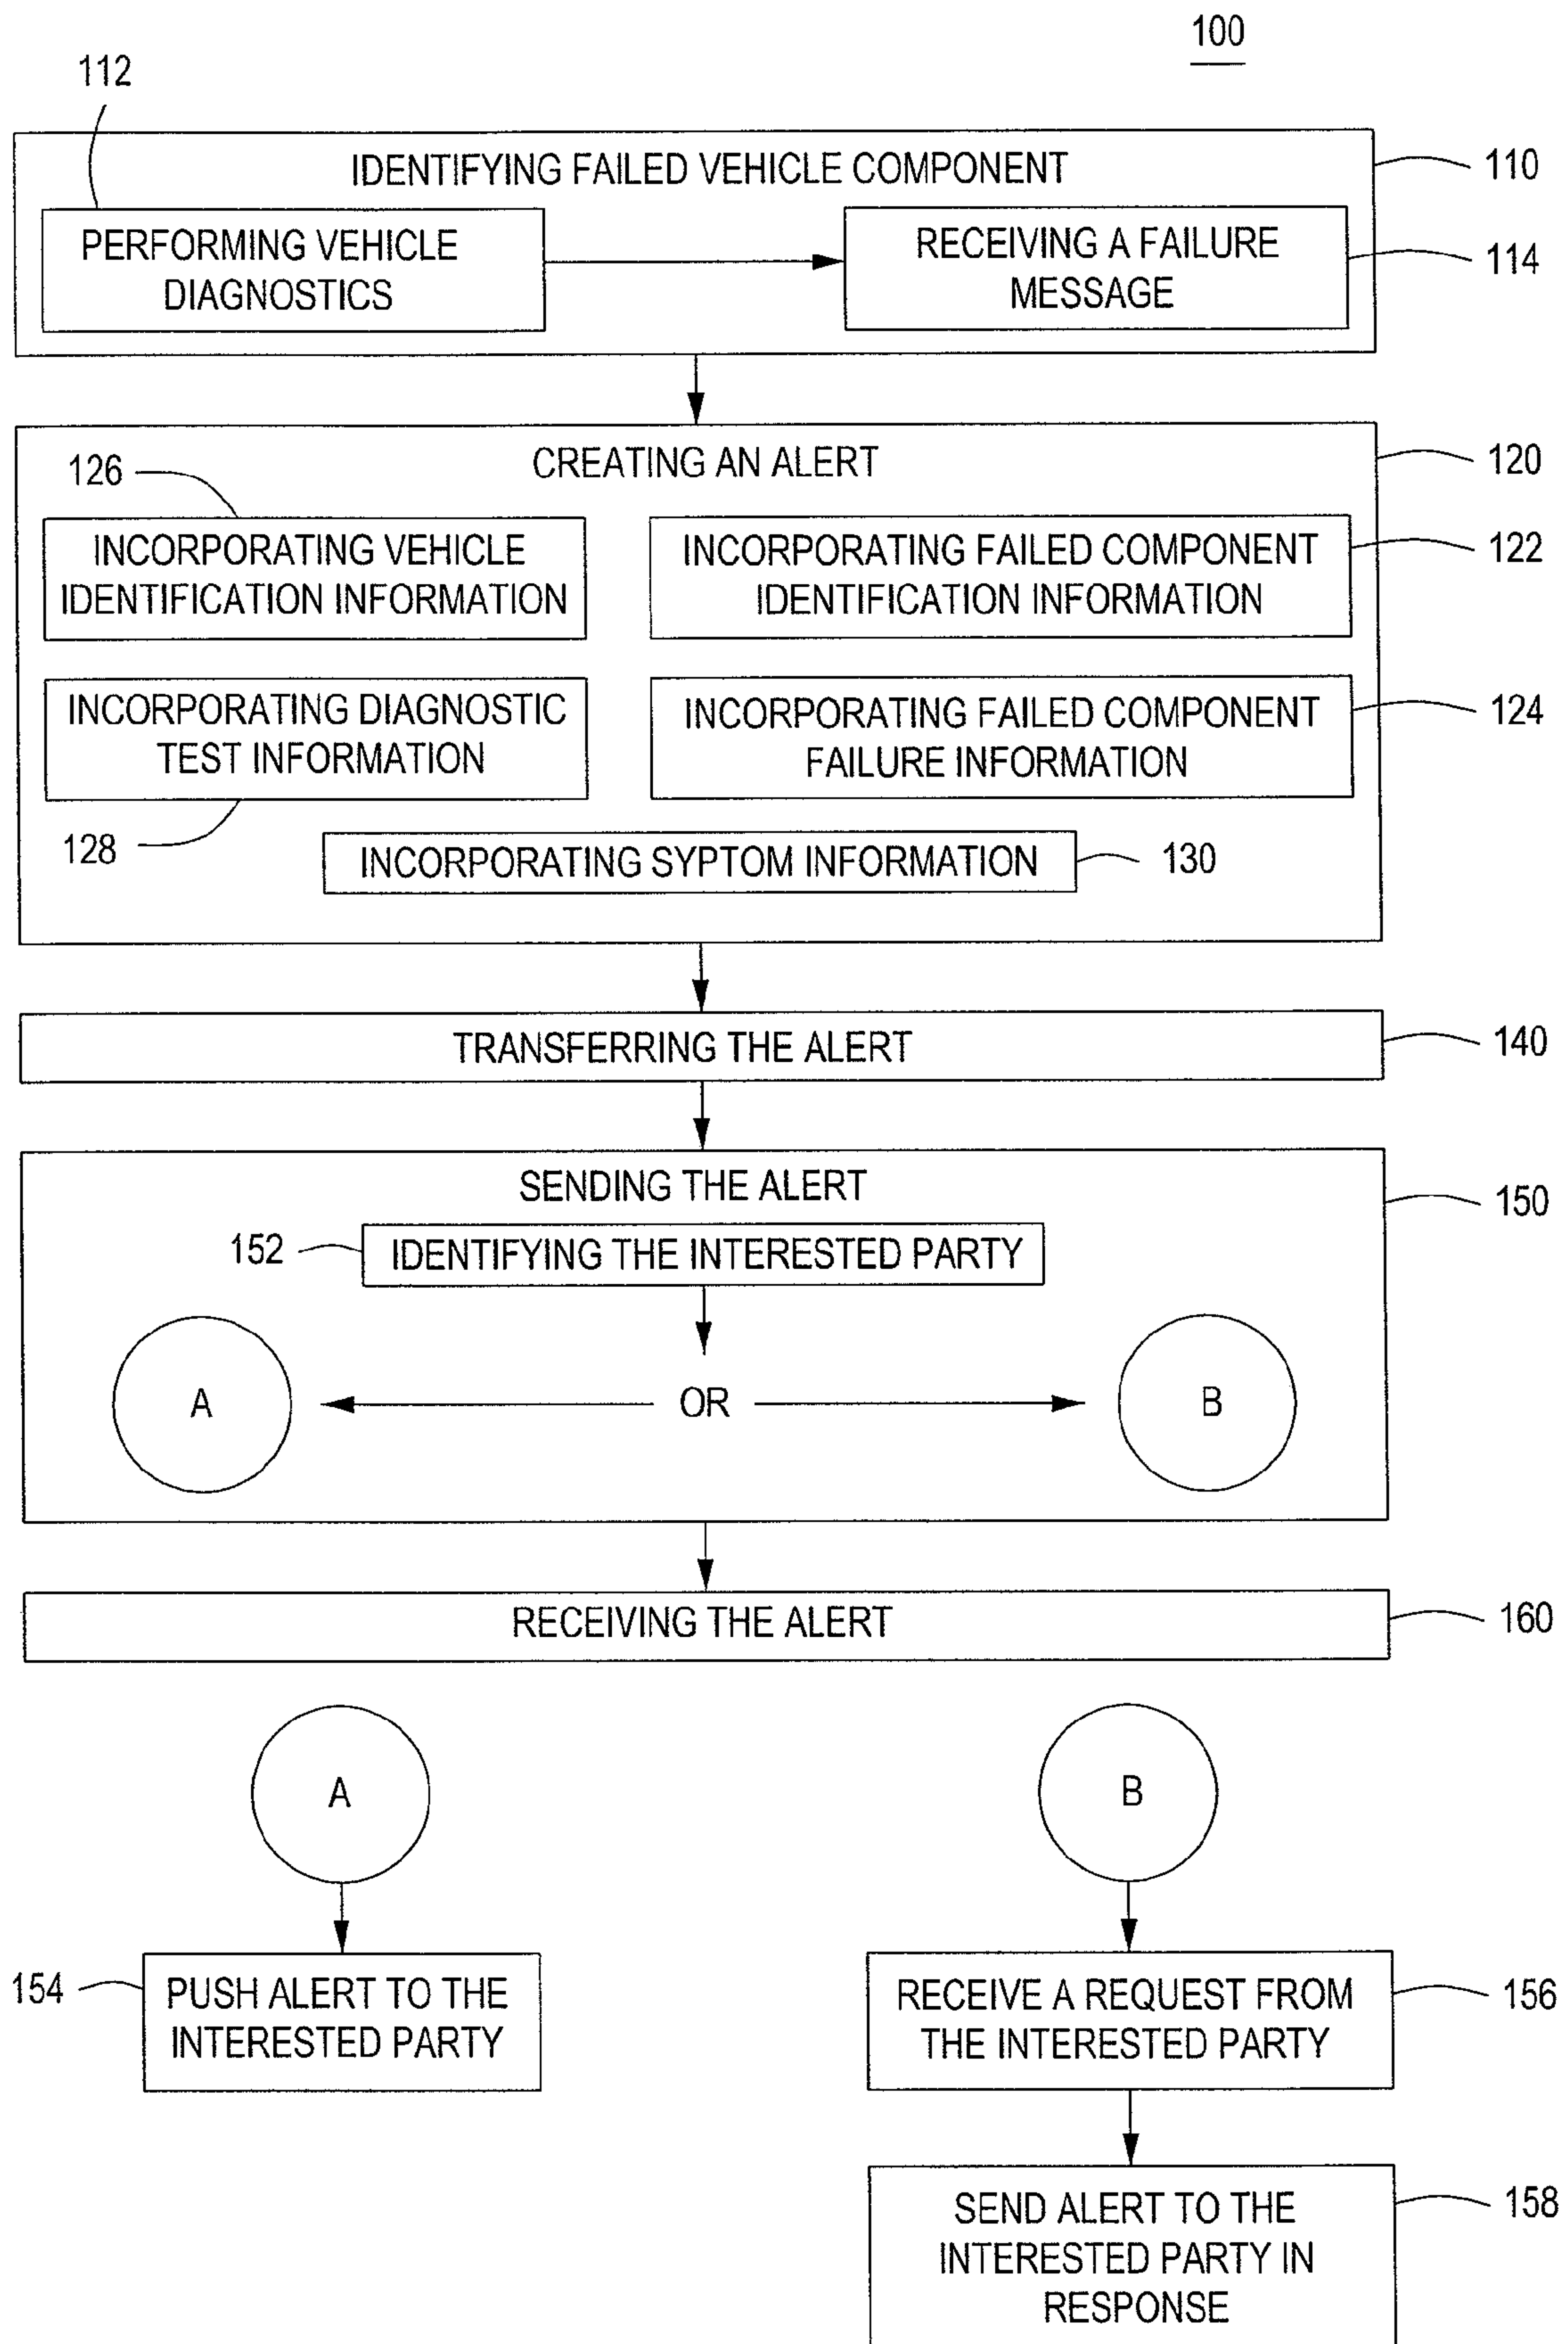 100
112
IDENTIFYING FAILED VEHICLE COMPONENT
110
PERFORMING VEHICLE
DIAGNOSTICS
RECEIVING A FAILURE
MESSAGE
114
CREATING AN ALERT
120
126
INCORPORATING VEHICLE
IDENTIFICATION INFORMATION
INCORPORATING FAILED COMPONENT
IDENTIFICATION INFORMATION
122
INCORPORATING DIAGNOSTIC
TEST INFORMATION
INCORPORATING FAILED COMPONENT
FAILURE INFORMATION
124
128
INCORPORATING SYPTOM INFORMATION
130
TRANSFERRING THE ALERT
140
SENDING THE ALERT
150
152
IDENTIFYING THE INTERESTED PARTY
A
OR
B
RECEIVING THE ALERT
160
A
B
154
PUSH ALERT TO THE
INTERESTED PARTY
RECEIVE A REQUEST FROM
THE INTERESTED PARTY
156
SEND ALERT TO THE
INTERESTED PARTY IN
RESPONSE
158